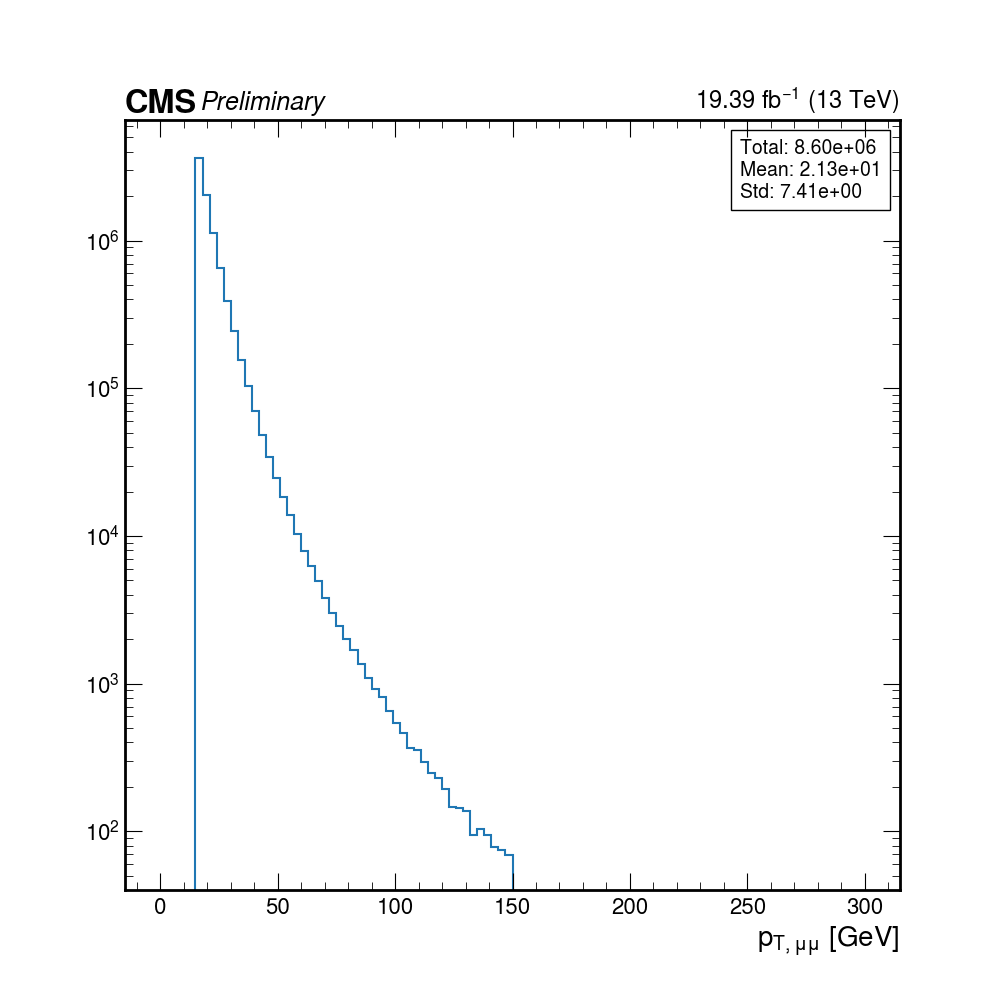 CMS Preliminary 19.39 fb⁻¹ (13 TeV)
Total: 8.60e+06
Mean: 2.13e+01
Std: 7.41e+00
10⁶
10⁵
10⁴
10³
10²
0 50 100 150 200 250 300
p_T, μμ [GeV]